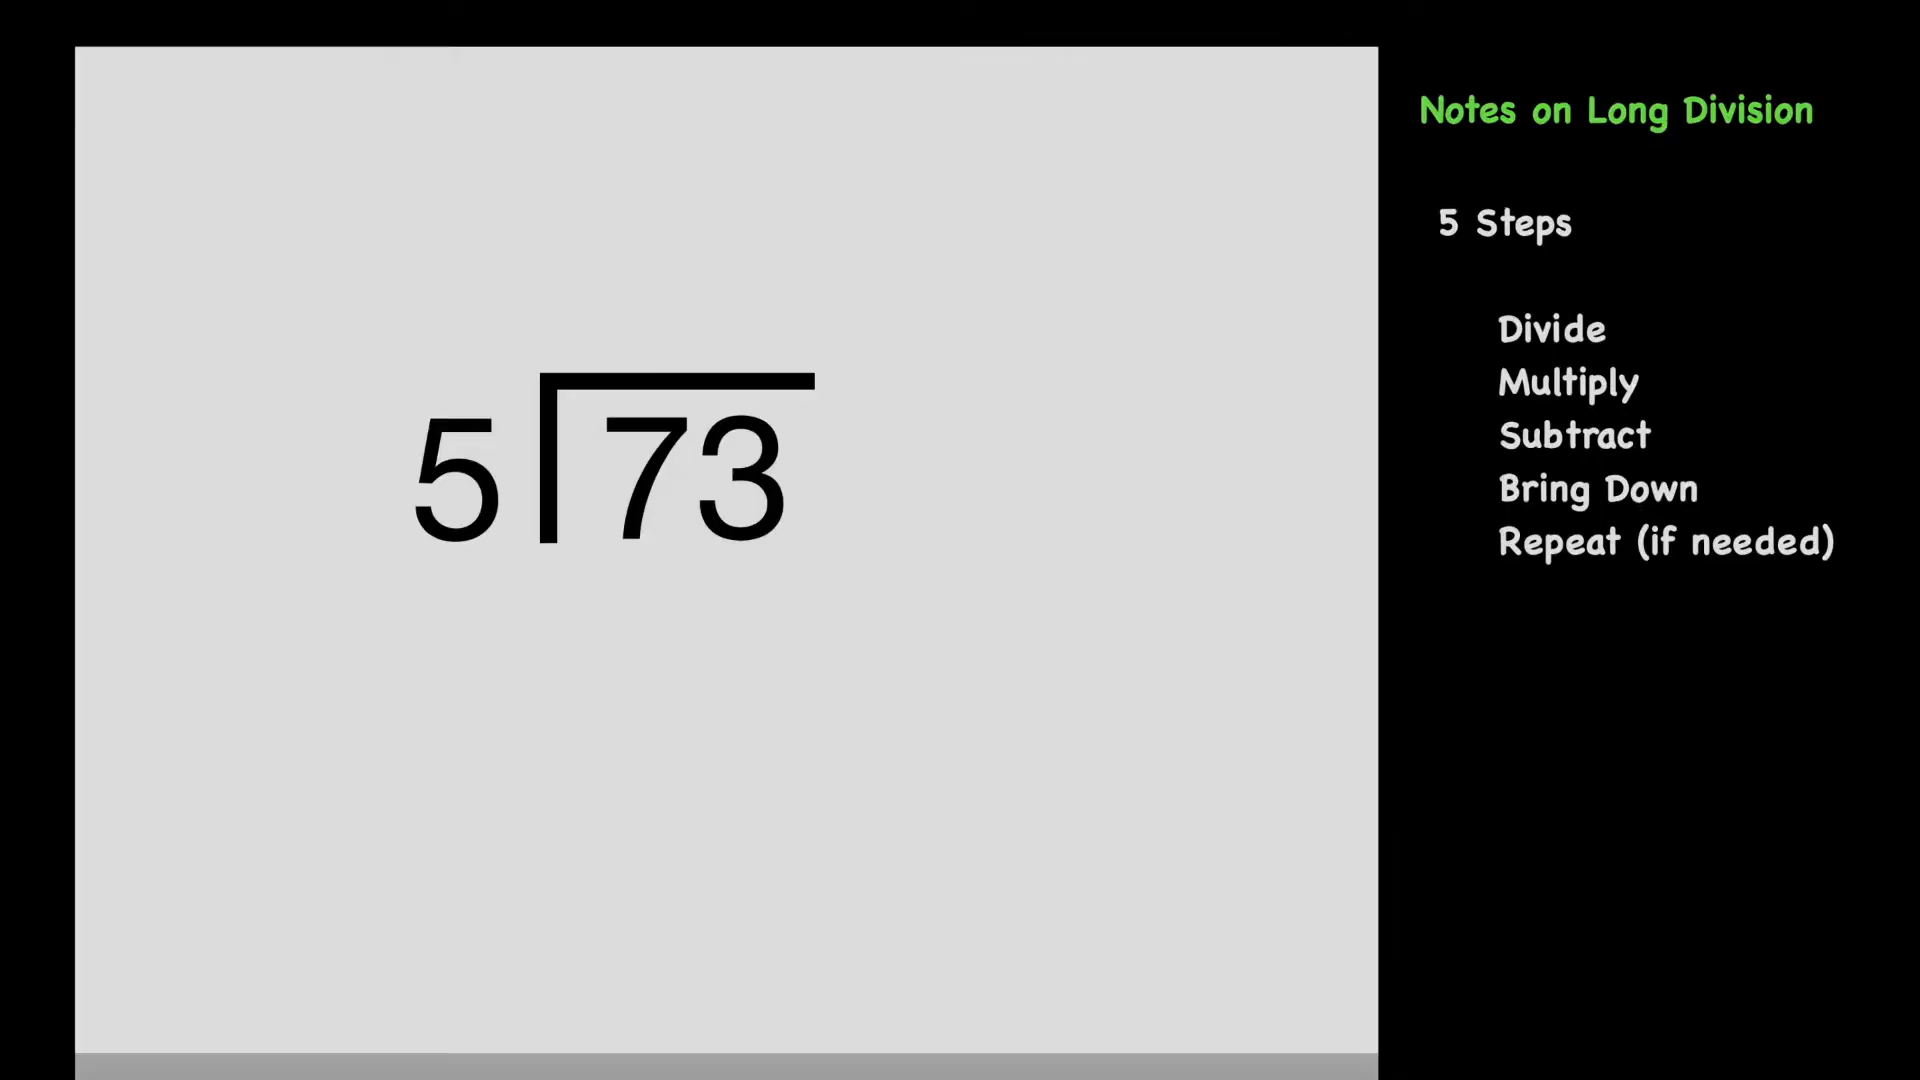 5 73
Notes on Long Division
5 Steps
Divide
Multiply
Subtract
Bring Down
Repeat (if needed)